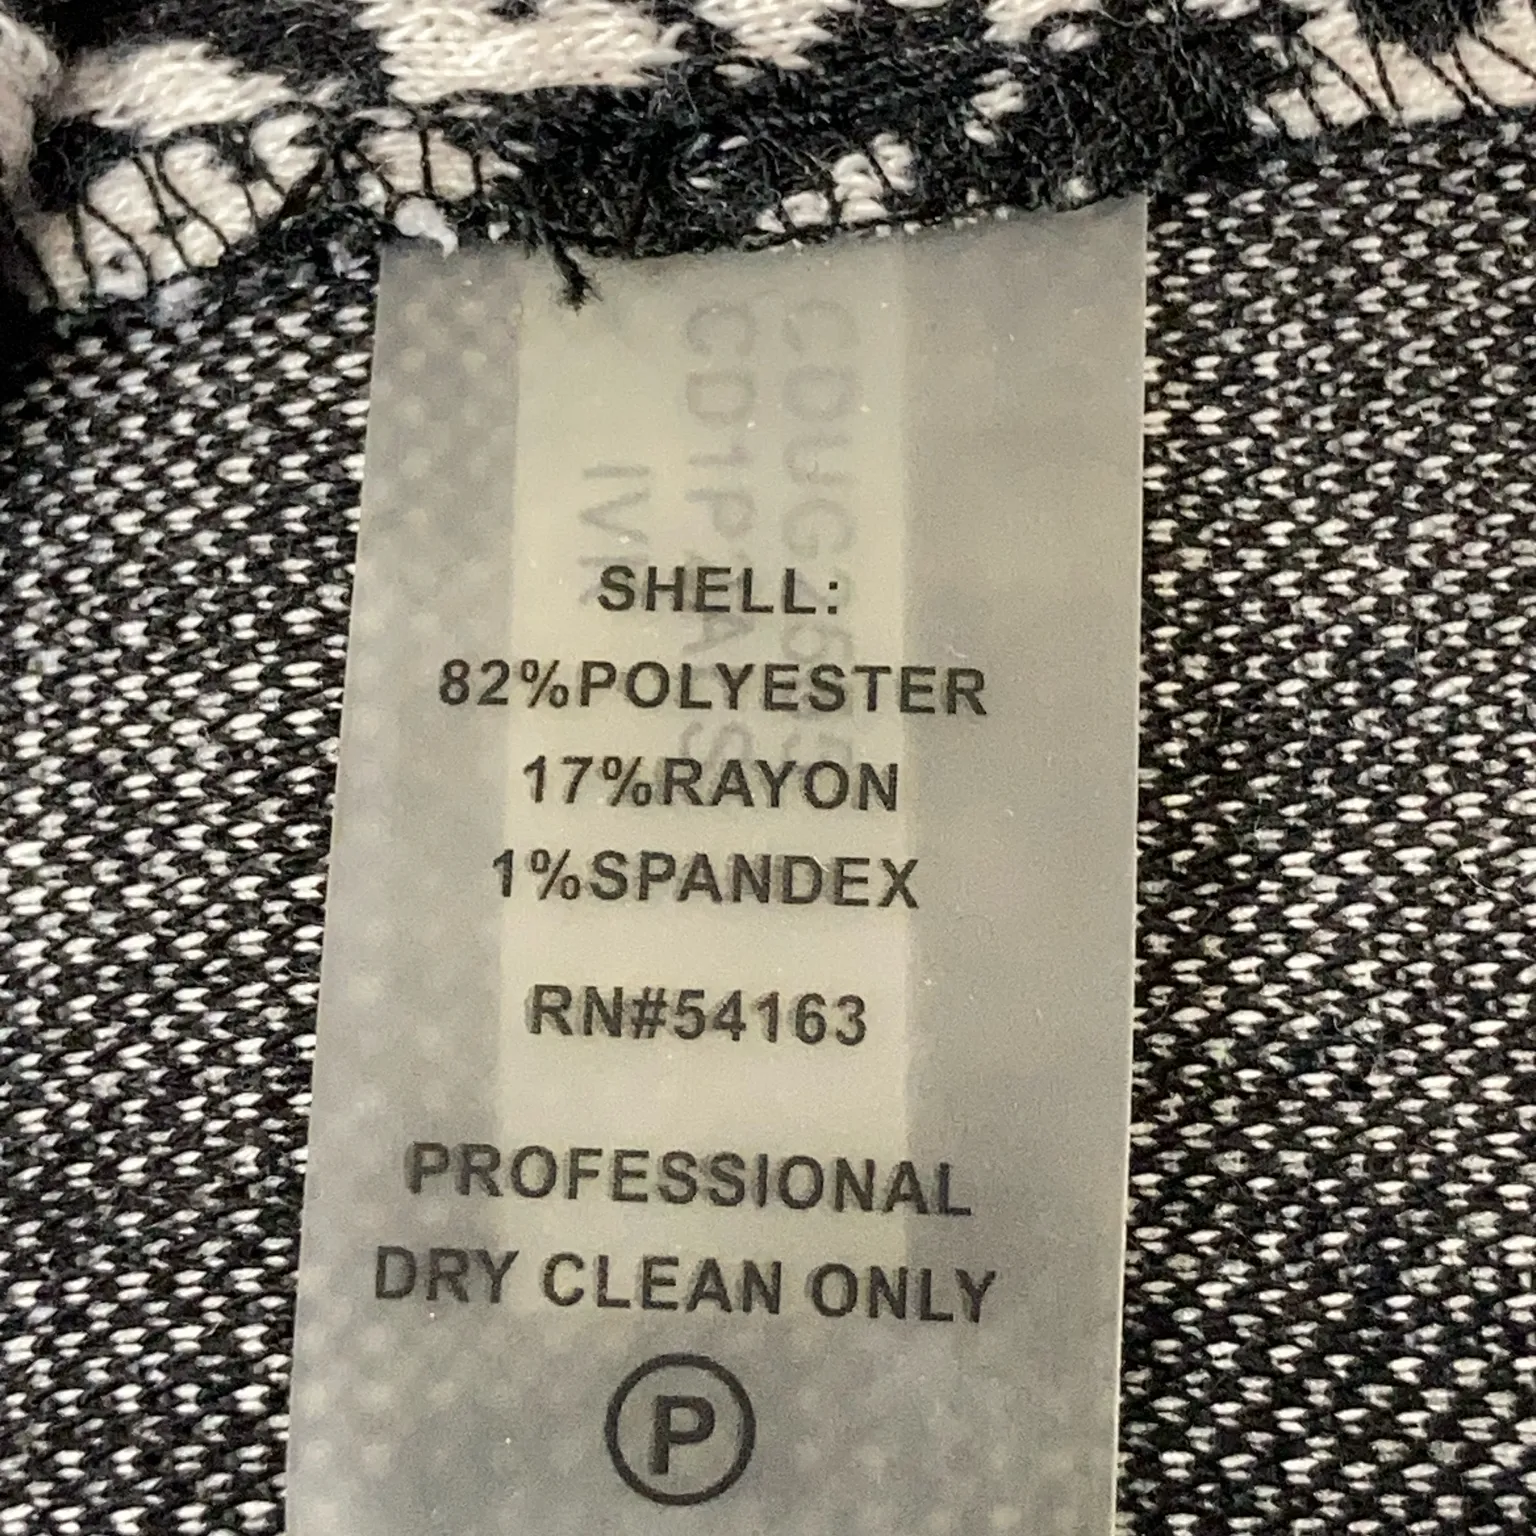 SHELL:
82%POLYESTER
17%RAYON
1%SPANDEX
RN#54163
PROFESSIONAL
DRY CLEAN ONLY
P